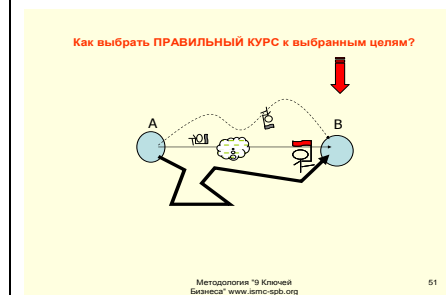 Как выбрать ПРАВИЛЬНЫЙ КУРС к выбранным целям?
A
B
Методология "9 Ключей
Бизнеса" www.ismc-spb.org
51